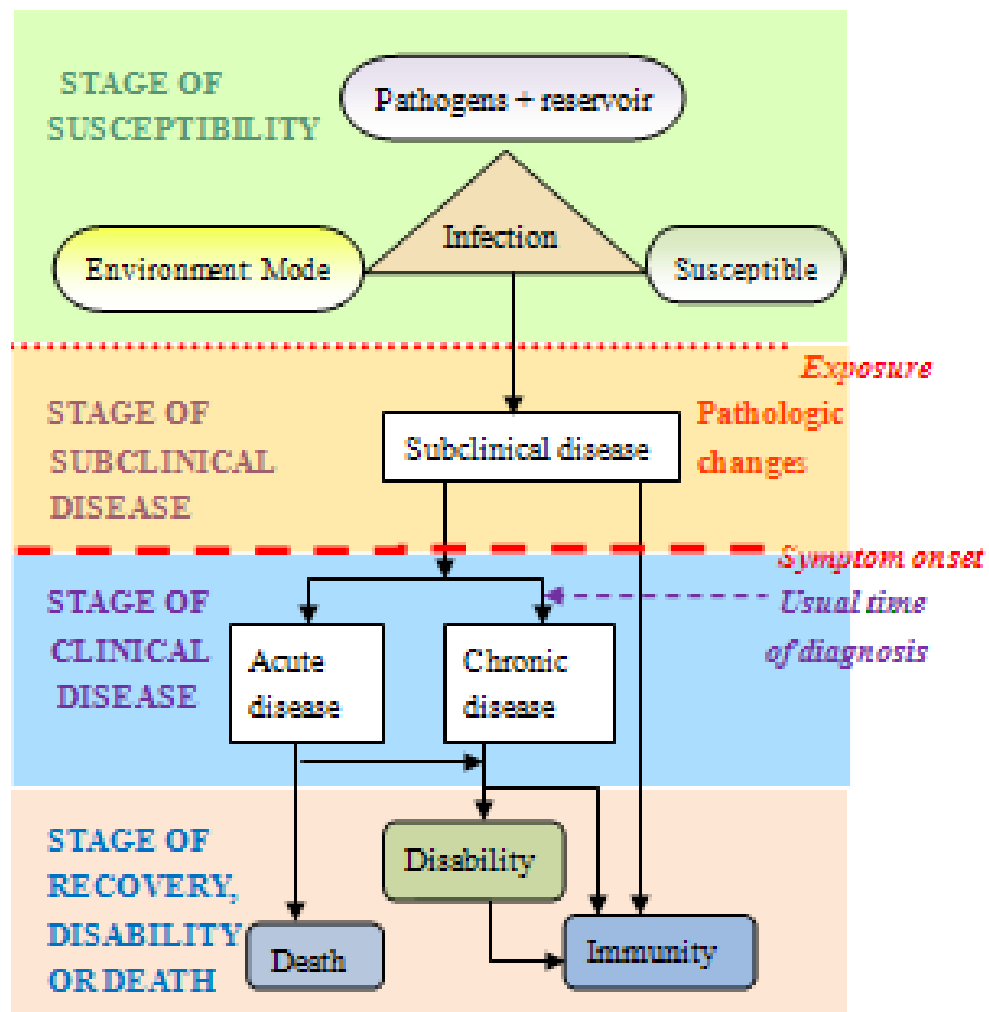 STAGE OF
SUSCEPTIBILITY
Pathogens + reservoir
Infection
Environment: Mode
Susceptible
Exposure
STAGE OF
SUBCLINICAL
DISEASE
Subclinical disease
Pathologic
changes
Symptom onset
STAGE OF
CLINICAL
DISEASE
Usual time
of diagnosis
Acute
disease
Chronic
disease
STAGE OF
RECOVERY,
DISABILITY
OR DEATH
Disability
Death
Immunity